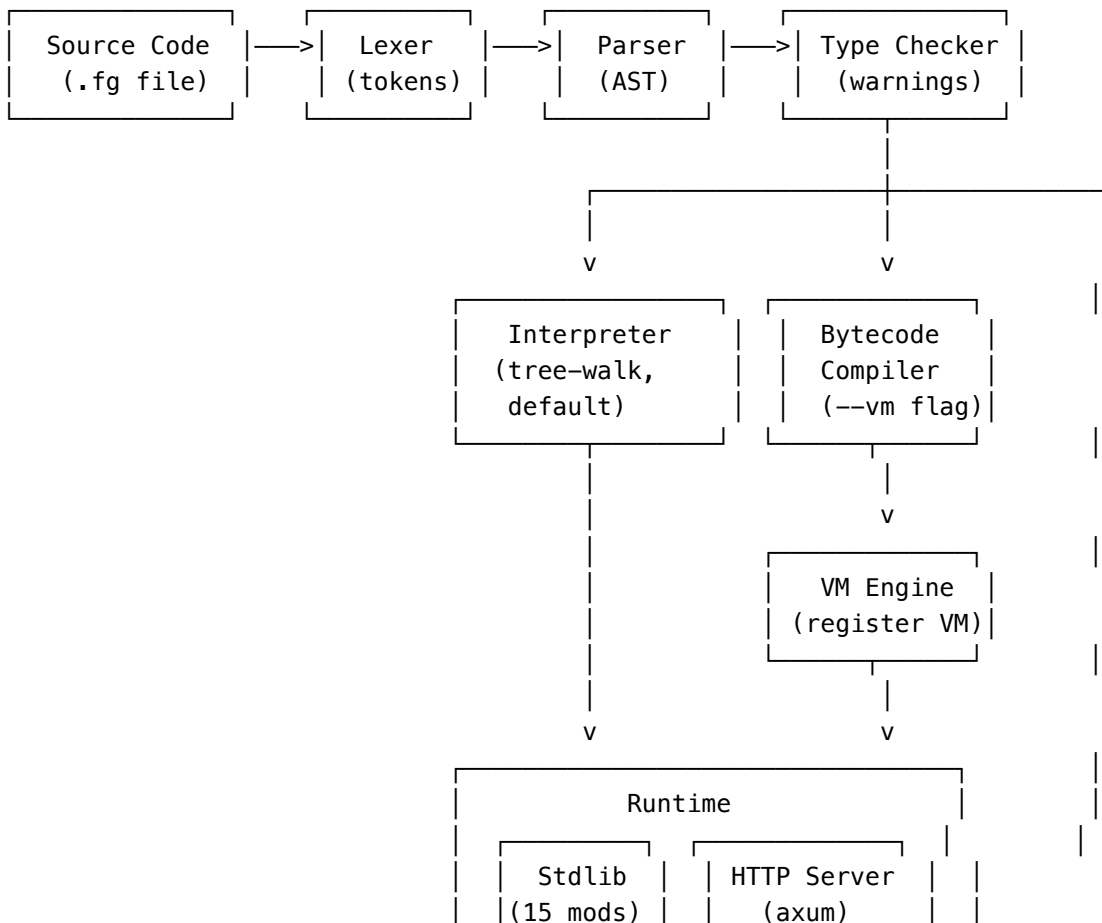 Source Code ———>| Lexer |———>| Parser |———>| Type Checker
(.fg file) (tokens) (AST) (warnings)
v v
Interpreter Bytecode
(tree-walk, Compiler
default) (--vm flag)
v
VM Engine
(register VM)
v v
Runtime
Stdlib HTTP Server
(15 mods) (axum)